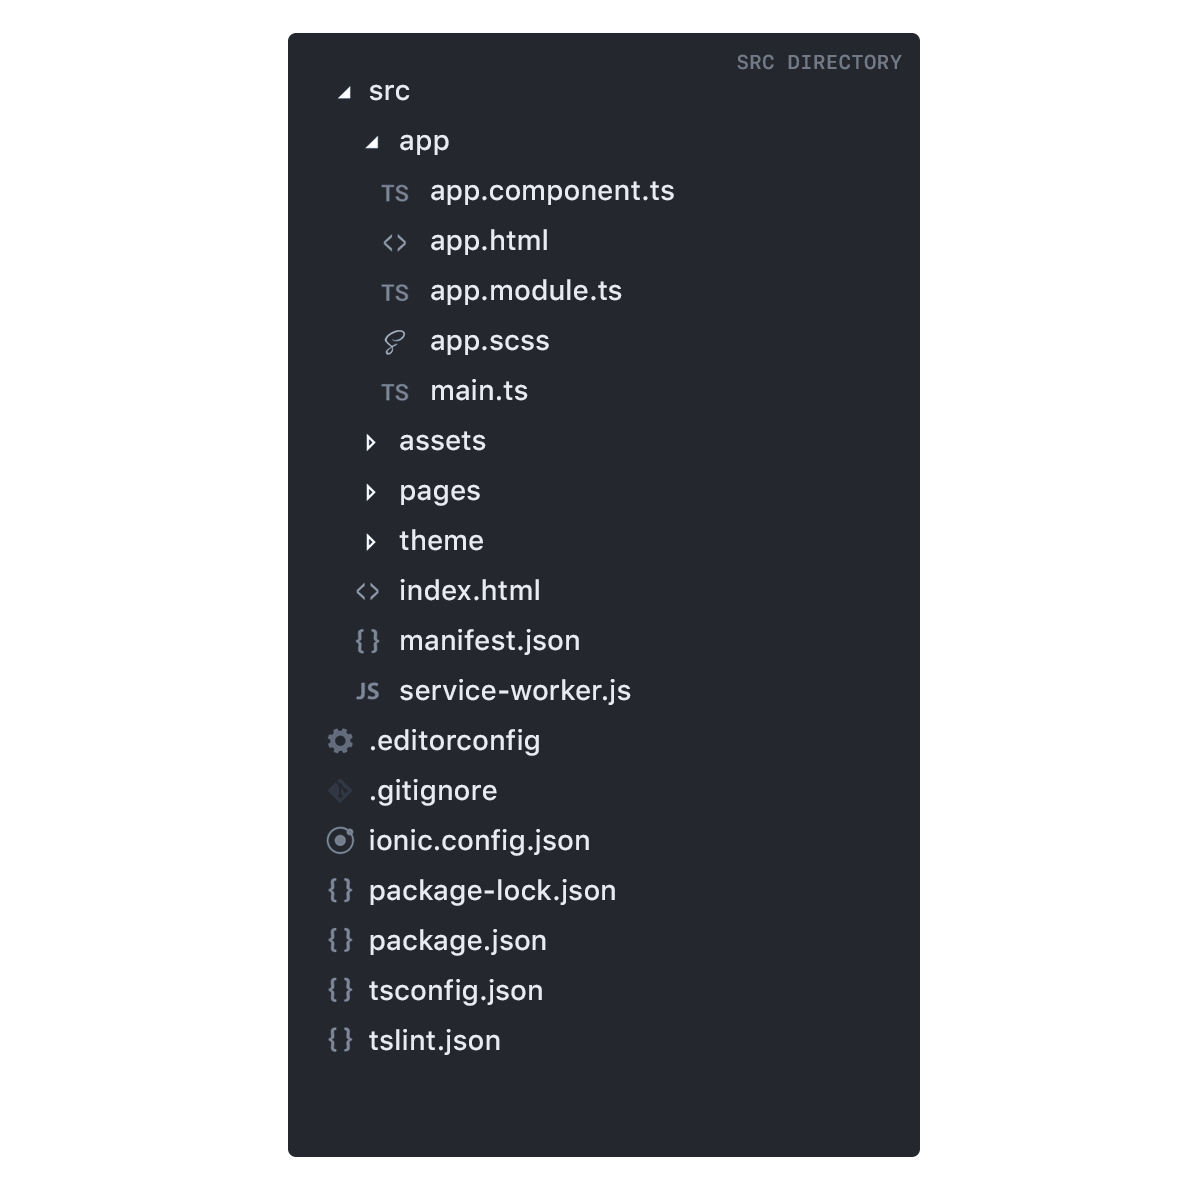 SRC DIRECTORY
src
app
TS app.component.ts
<> app.html
TS app.module.ts
app.scss
TS main.ts
assets
pages
theme
<> index.html
{} manifest.json
JS service-worker.js
.editorconfig
.gitignore
ionic.config.json
{} package-lock.json
{} package.json
{} tsconfig.json
{} tslint.json